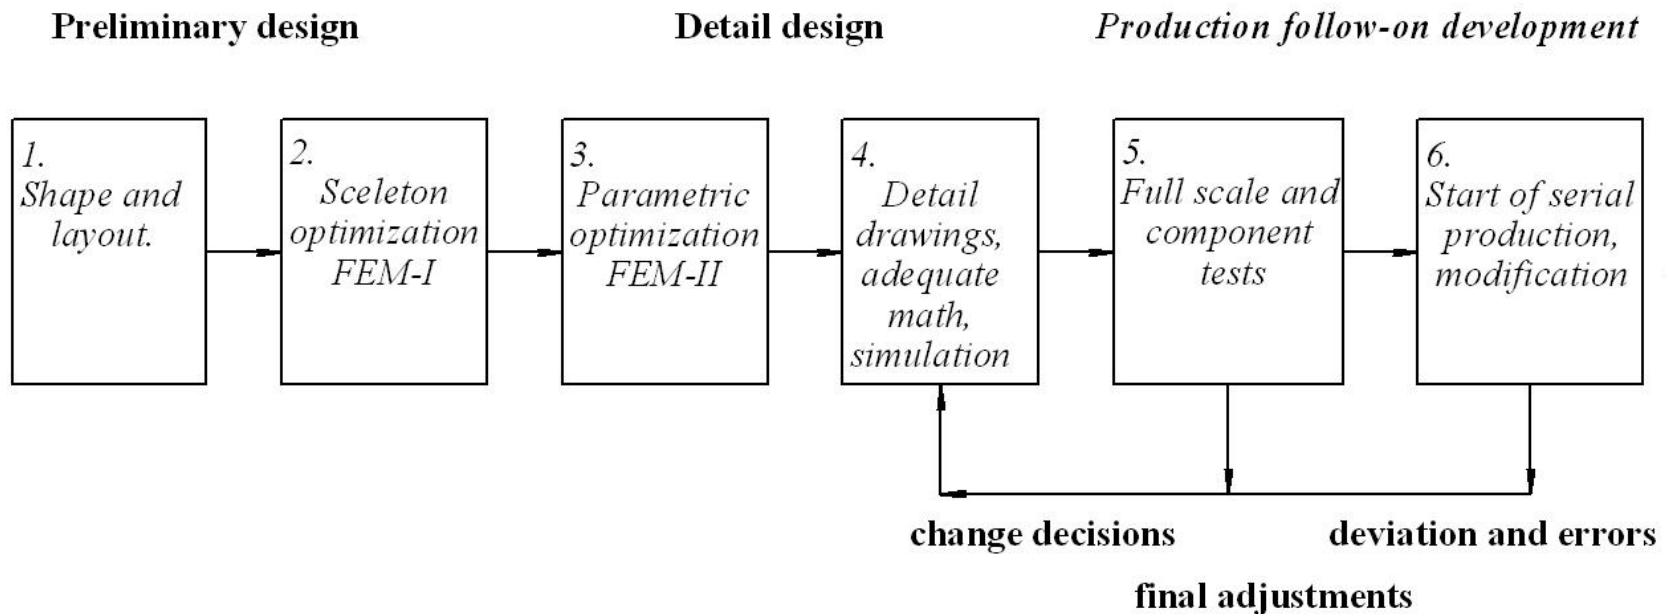 Preliminary design
Detail design
Production follow-on development
1.
Shape and
layout.
2.
Sceleton
optimization
FEM-I
3.
Parametric
optimization
FEM-II
4.
Detail
drawings,
adequate
math,
simulation
5.
Full scale and
component
tests
6.
Start of serial
production,
modification
change decisions
deviation and errors
final adjustments